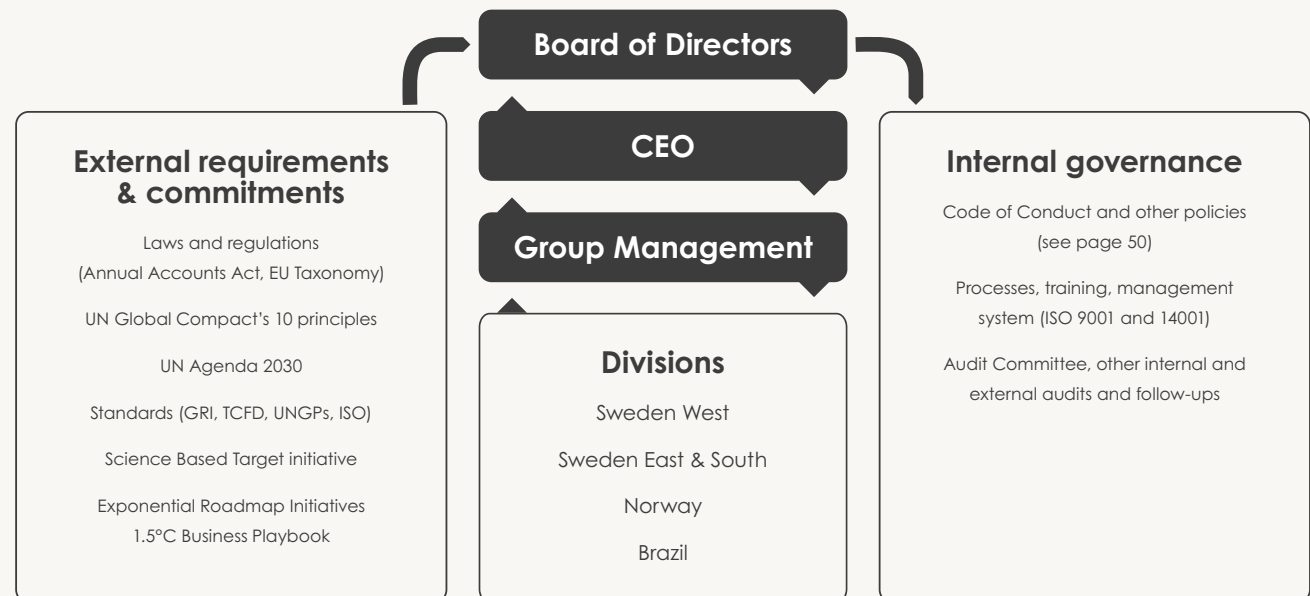 Board of Directors
CEO
Group Management
External requirements
& commitments
Laws and regulations
(Annual Accounts Act, EU Taxonomy)
UN Global Compact’s 10 principles
UN Agenda 2030
Standards (GRI, TCFD, UNGPs, ISO)
Science Based Target initiative
Exponential Roadmap Initiatives
1.5°C Business Playbook
Divisions
Sweden West
Sweden East & South
Norway
Brazil
Internal governance
Code of Conduct and other policies
(see page 50)
Processes, training, management
system (ISO 9001 and 14001)
Audit Committee, other internal and
external audits and follow-ups